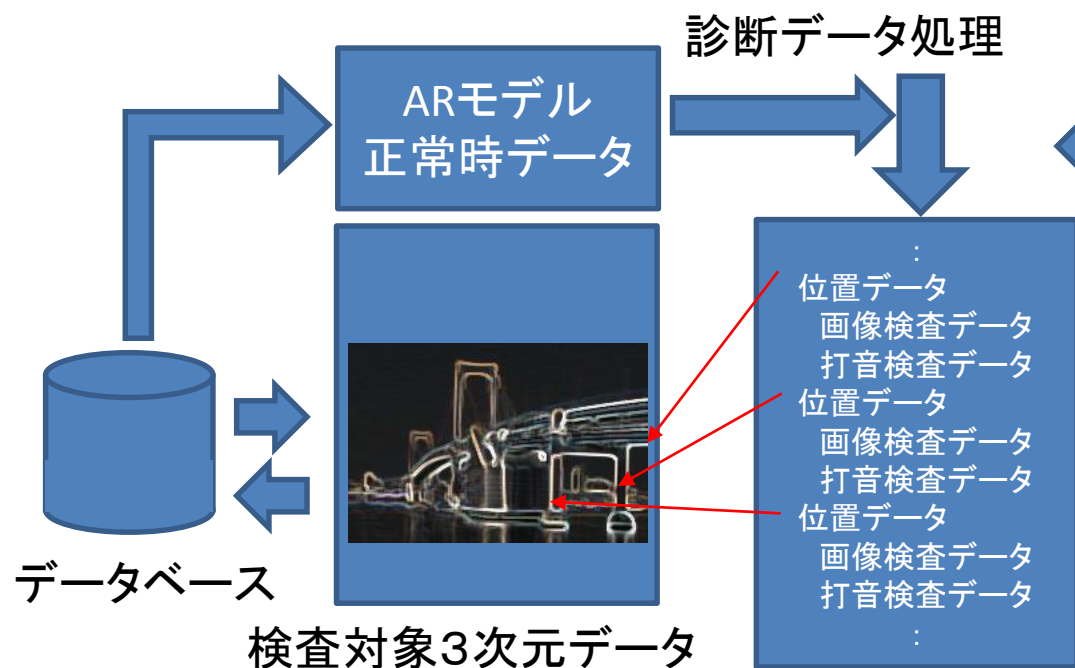 診断データ処理
ARモデル
正常時データ
:
位置データ
画像検査データ
打音検査データ
位置データ
画像検査データ
打音検査データ
位置データ
画像検査データ
打音検査データ
:
データベース
検査対象３次元データ